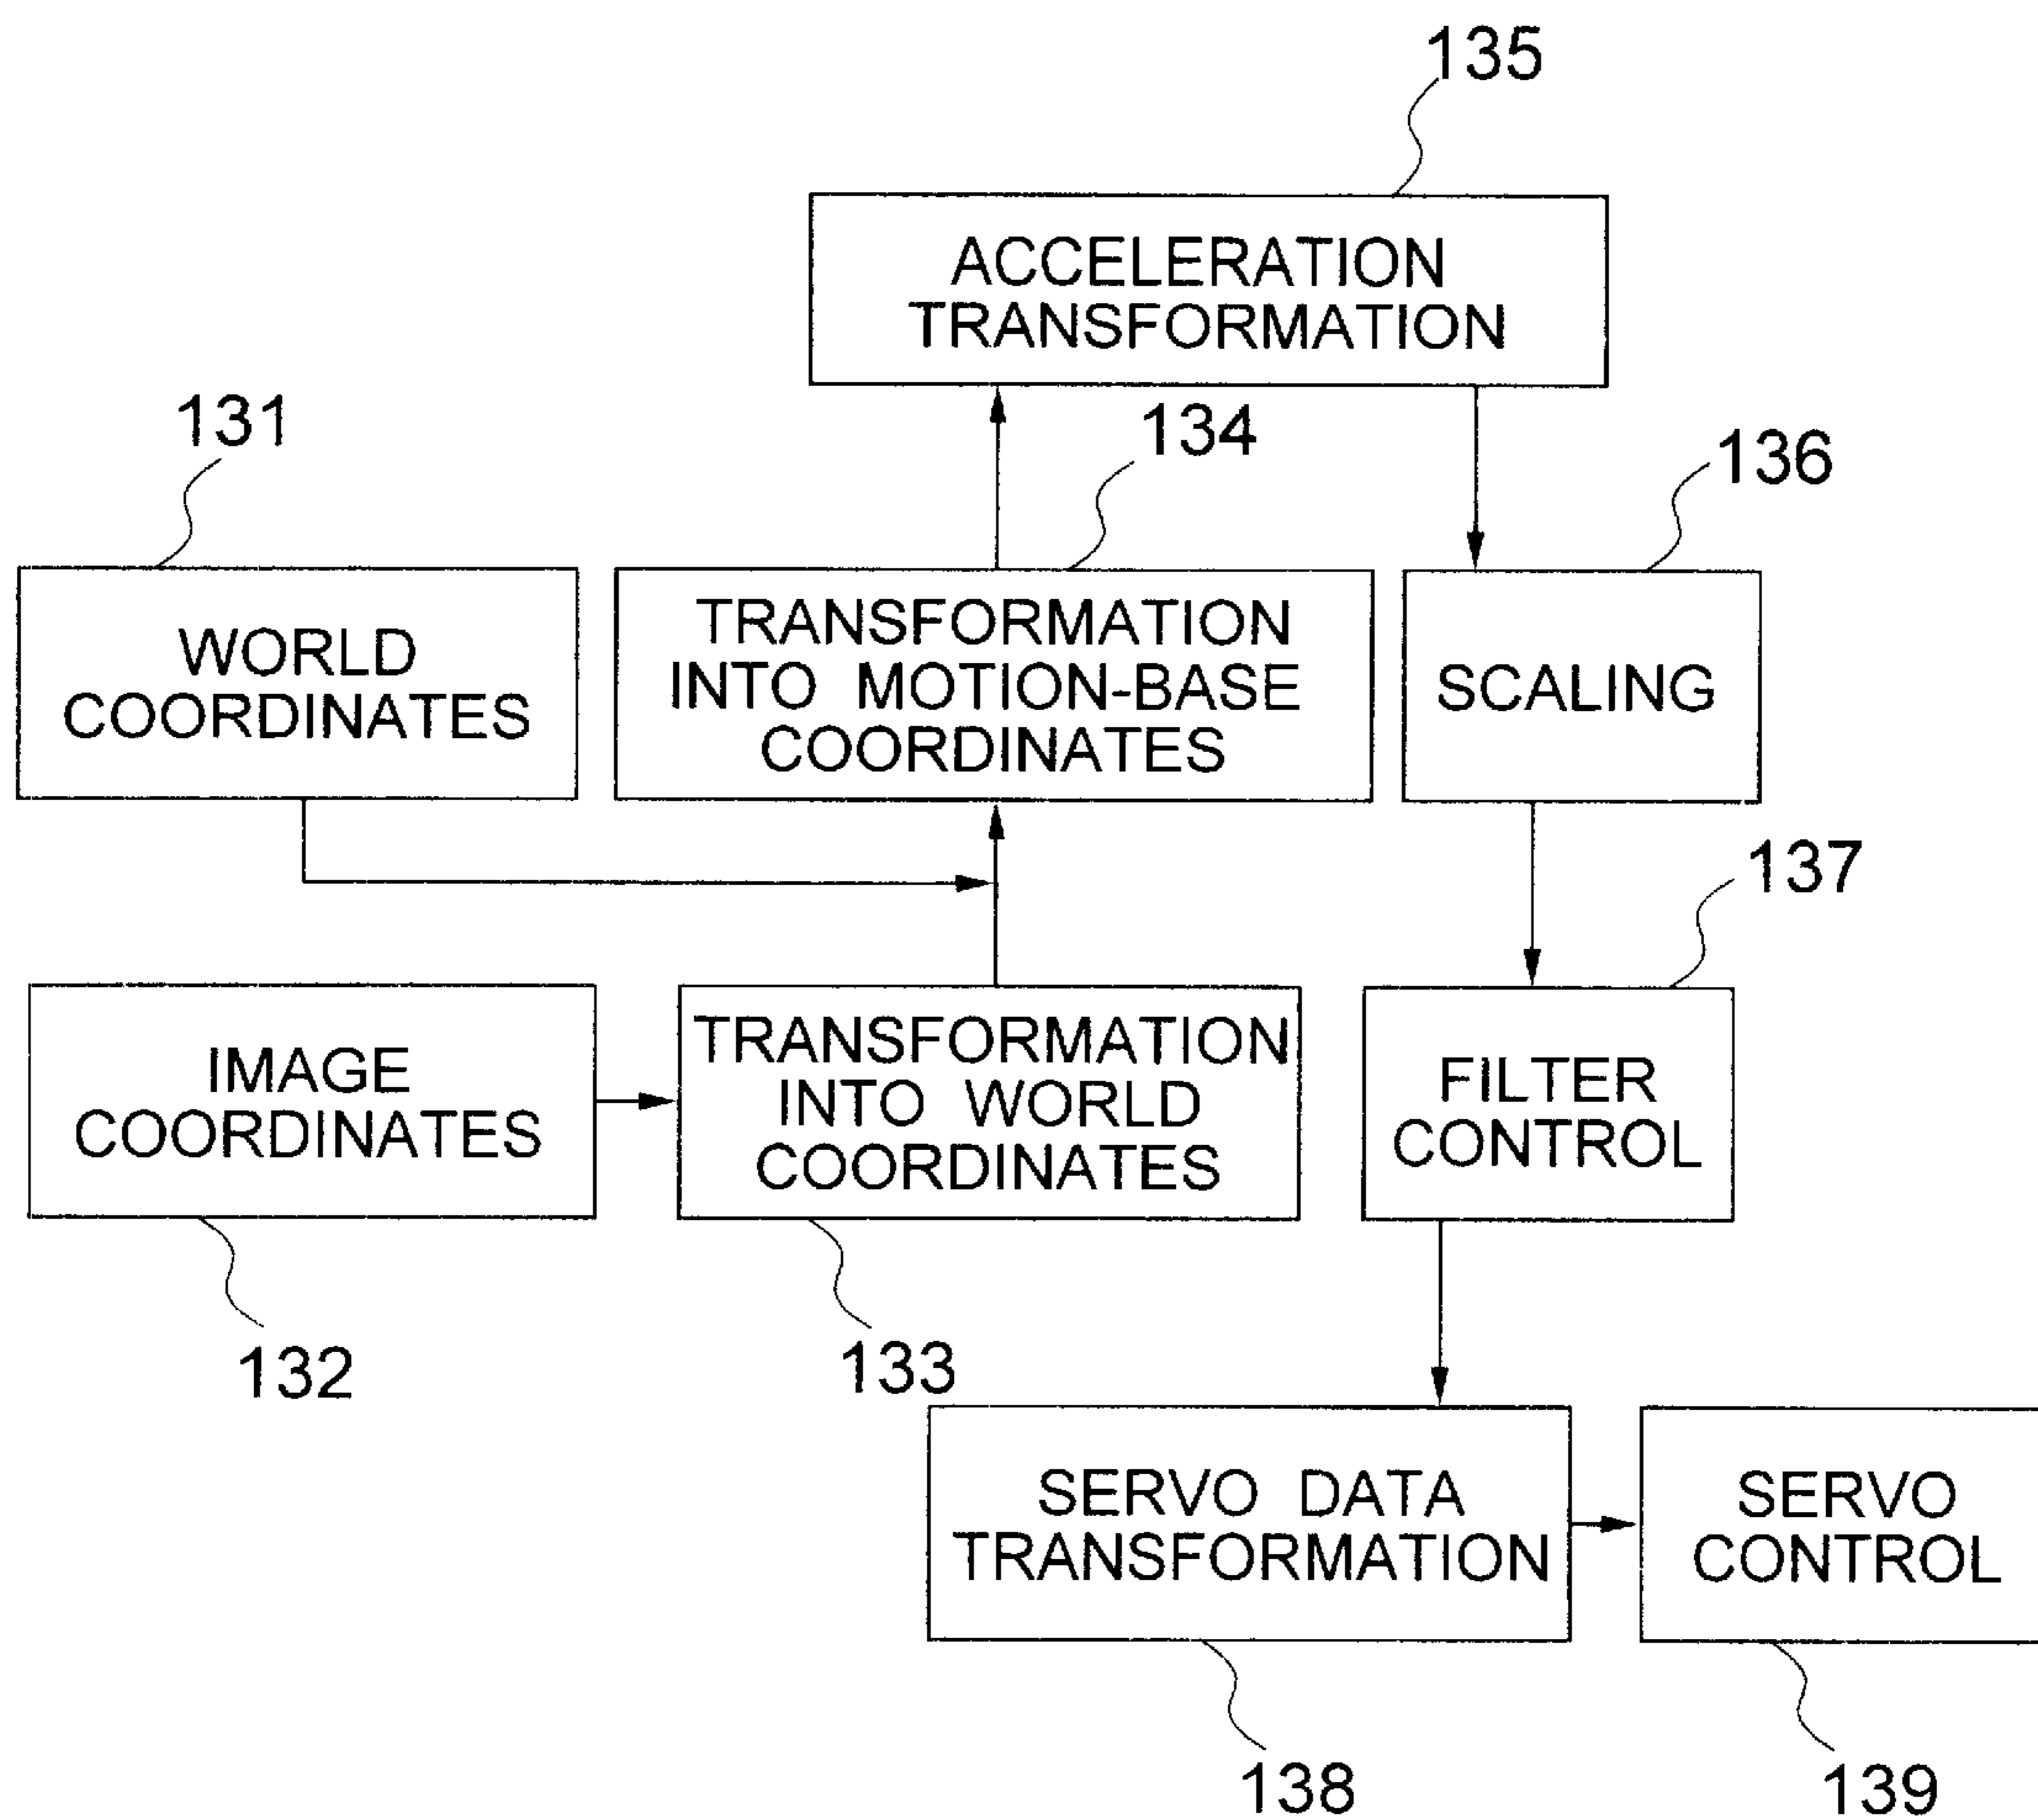 135
ACCELERATION
TRANSFORMATION
131
134
136
WORLD
COORDINATES
TRANSFORMATION
INTO MOTION-BASE
COORDINATES
SCALING
137
IMAGE
COORDINATES
TRANSFORMATION
INTO WORLD
COORDINATES
FILTER
CONTROL
132
133
SERVO DATA
TRANSFORMATION
SERVO
CONTROL
138
139